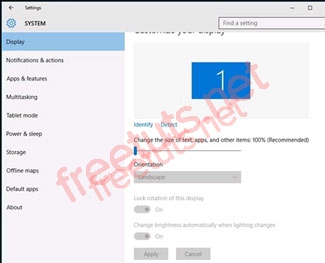 Settings
SYSTEM
Find a setting
Display
Notifications & actions
Apps & features
Multitasking
Tablet mode
Power & sleep
Storage
Offline maps
Default apps
About
Customize your display
1
Identify Detect
Change the size of text, apps, and other items: 100% (Recommended)
Orientation
Landscape
Lock rotation of this display
On
Change brightness automatically when lighting changes
On
Apply Cancel
freetuts.net
freetuts.net